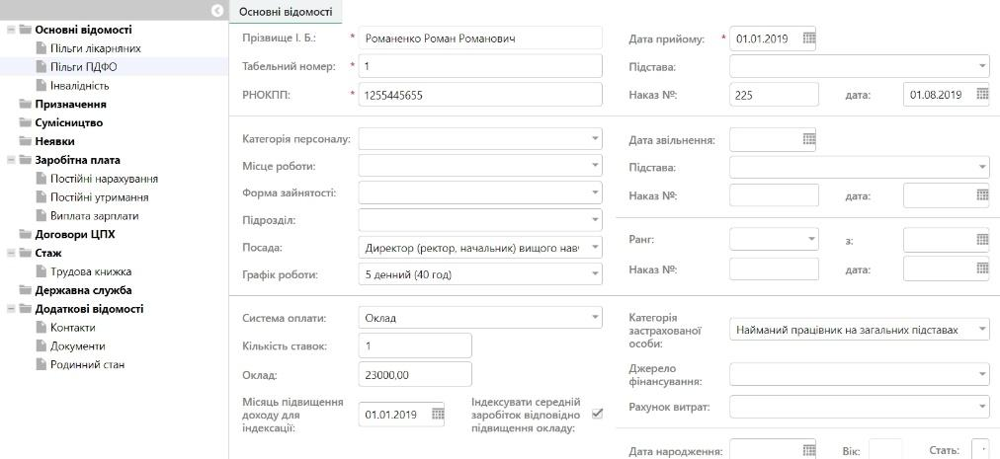 Основні відомості
Пільги лікарняних
Пільги ПДФО
Інвалідність
Призначення
Сумісництво
Неявки
Заробітна плата
Постійні нарахування
Постійні утримання
Виплата зарплати
Договори ЦПХ
Стаж
Трудова книжка
Державна служба
Додаткові відомості
Контакти
Документи
Родинний стан
Основні відомості
Прізвище І. Б.: * Романенко Роман Романович
Табельний номер: * 1
РНОКПП: * 1255445655
Категорія персоналу:
Місце роботи:
Форма зайнятості:
Підрозділ:
Посада: Директор (ректор, начальник) вищого навч
Графік роботи: 5 денний (40 год)
Система оплати: Оклад
Кількість ставок: 1
Оклад: 23000,00
Місяць підвищення
доходу для
індексації:
01.01.2019
Індексувати середній
заробіток відповідно
підвищення окладу:
Дата прийому: * 01.01.2019
Підстава:
Наказ №: 225 дата: 01.08.2019
Дата звільнення:
Підстава:
Наказ №: дата:
Ранг: з:
Наказ №: дата:
Категорія
застрахованої
особи:
Найманий працівник на загальних підставах
Джерело
фінансування:
Рахунок витрат:
Дата народження: Вік: Стать: